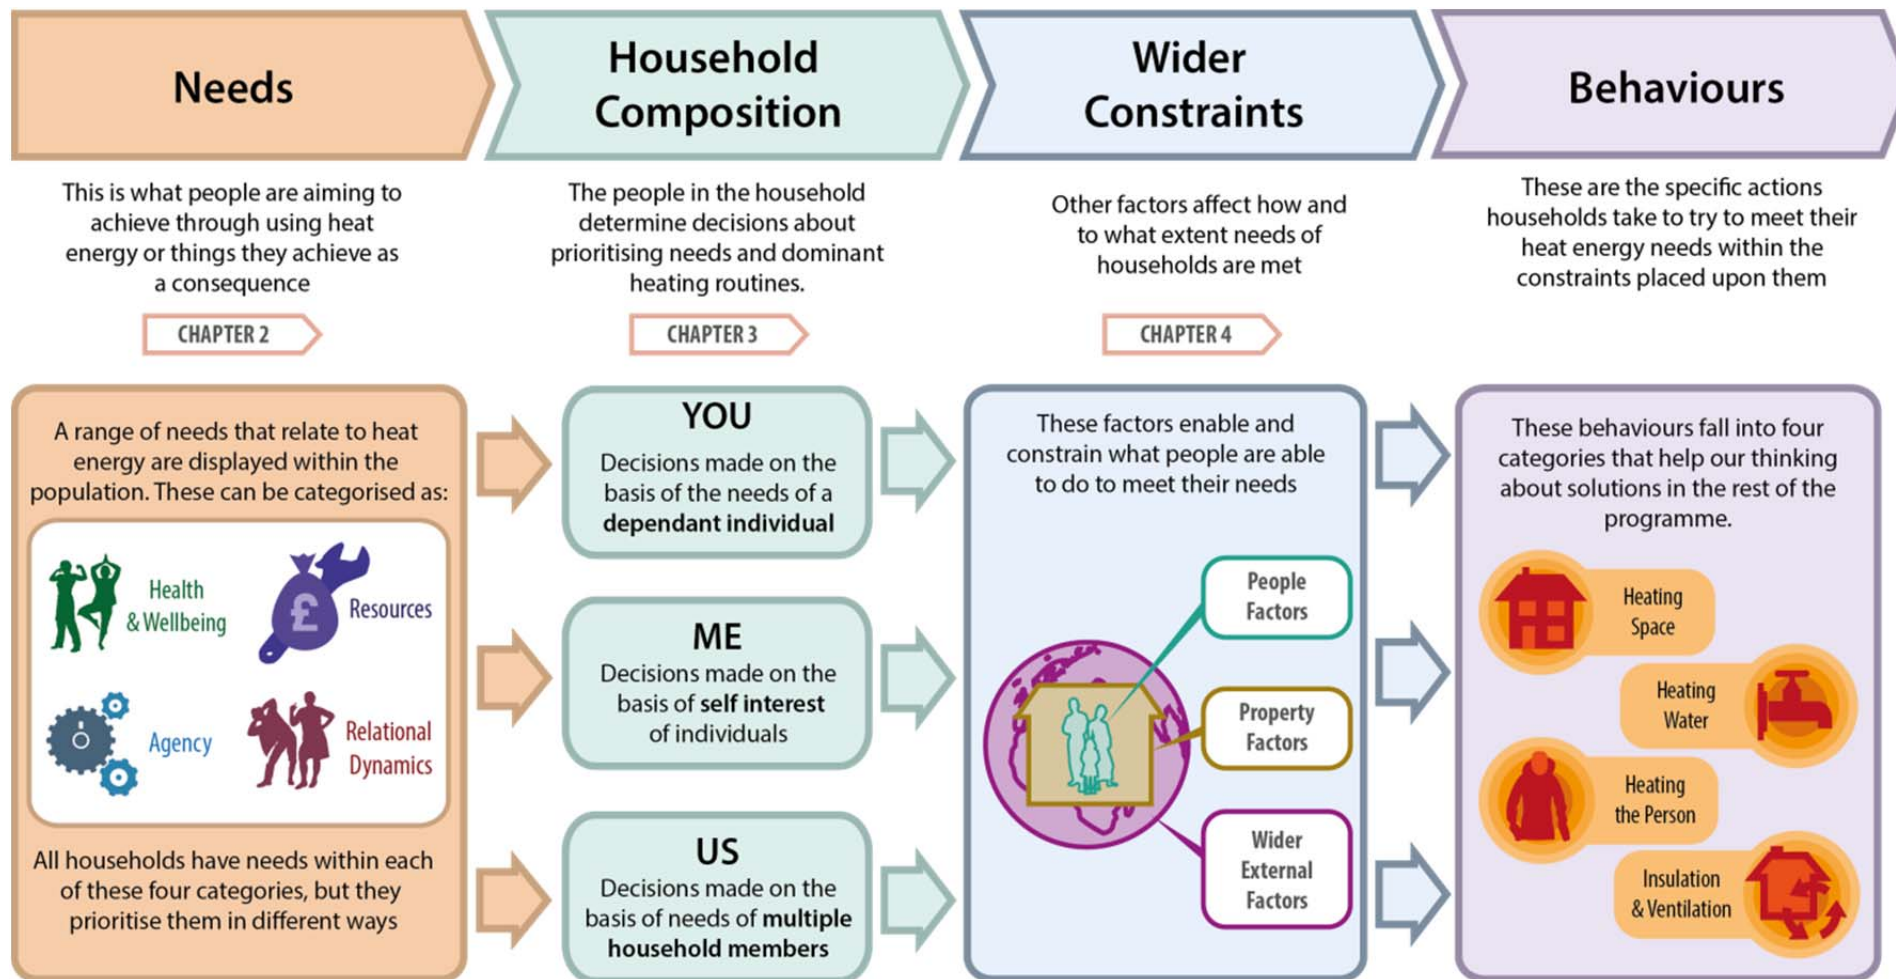 Needs
Household
Composition
Wider
Constraints
Behaviours
This is what people are aiming to
achieve through using heat
energy or things they achieve as
a consequence
The people in the household
determine decisions about
prioritising needs and dominant
heating routines.
Other factors affect how and
to what extent needs of
households are met
These are the specific actions
households take to try to meet their
heat energy needs within the
constraints placed upon them
CHAPTER 2
CHAPTER 3
CHAPTER 4
A range of needs that relate to heat
energy are displayed within the
population. These can be categorised as:
Health
& Wellbeing
£
Resources
Agency
Relational
Dynamics
All households have needs within each
of these four categories, but they
prioritise them in different ways
YOU
Decisions made on the
basis of the needs of a
dependant individual
ME
Decisions made on the
basis of self interest
of individuals
US
Decisions made on the
basis of needs of multiple
household members
These factors enable and
constrain what people are able
to do to meet their needs
People
Factors
Property
Factors
Wider
External
Factors
These behaviours fall into four
categories that help our thinking
about solutions in the rest of the
programme.
Heating
Space
Heating
Water
Heating
the Person
Insulation
& Ventilation